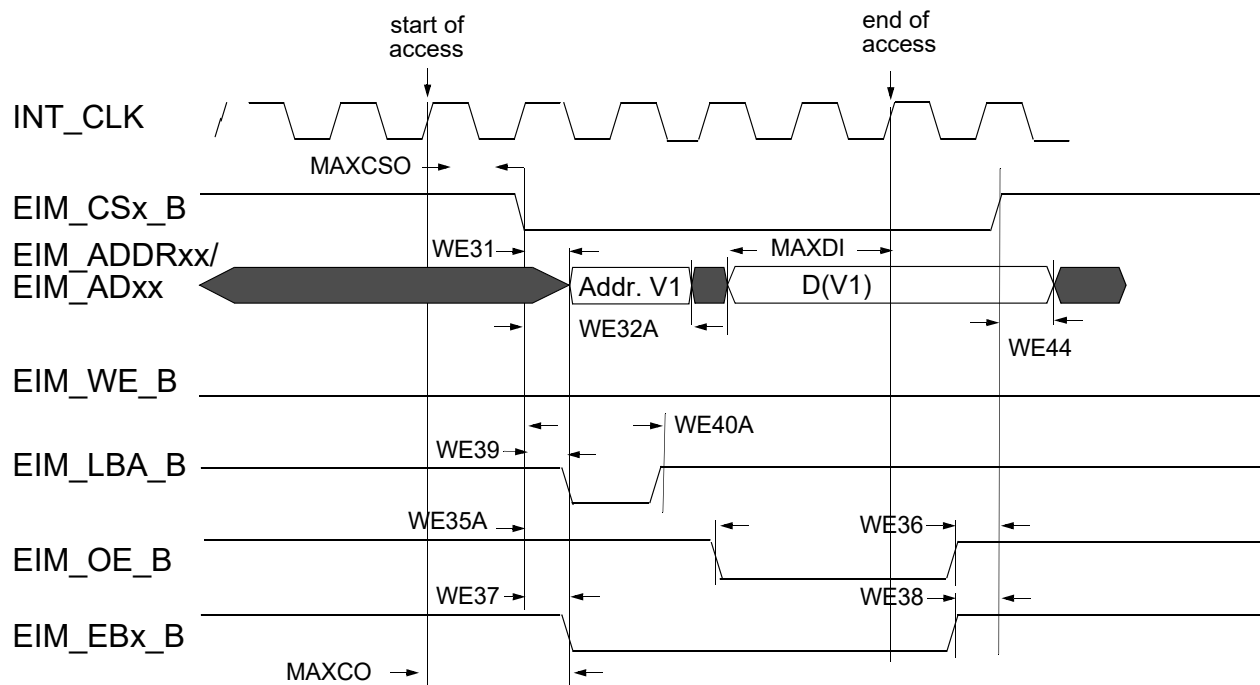 start of
access
end of
access
INT_CLK
MAXCSO
EIM_CSx_B
WE31
MAXDI
EIM_ADDRxx/
EIM_ADxx
Addr. V1
D(V1)
WE32A
WE44
EIM_WE_B
WE40A
WE39
EIM_LBA_B
WE35A
WE36
EIM_OE_B
WE37
WE38
EIM_EBx_B
MAXCO